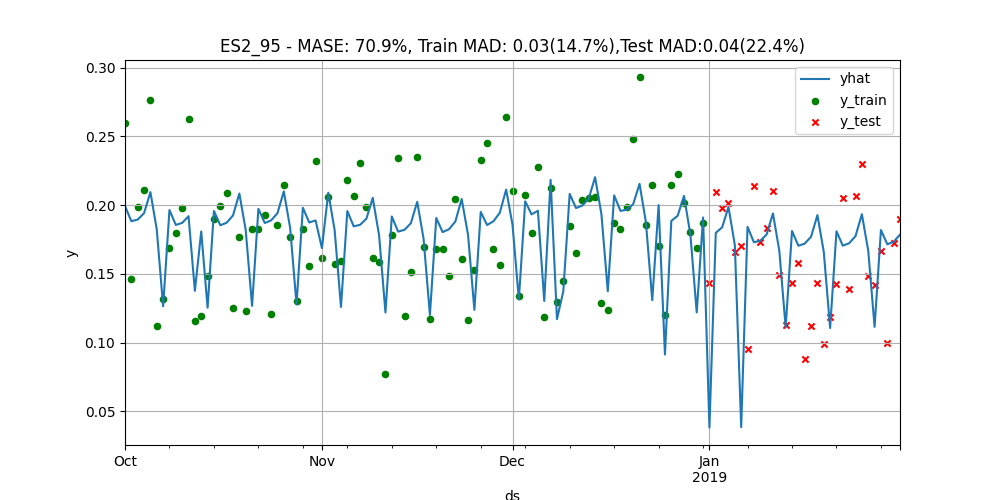 ES2_95 - MASE: 70.9%, Train MAD: 0.03(14.7%),Test MAD:0.04(22.4%)
yhat
y_train
y_test
y
0.30
0.25
0.20
0.15
0.10
0.05
Oct
Nov
Dec
Jan
2019
ds